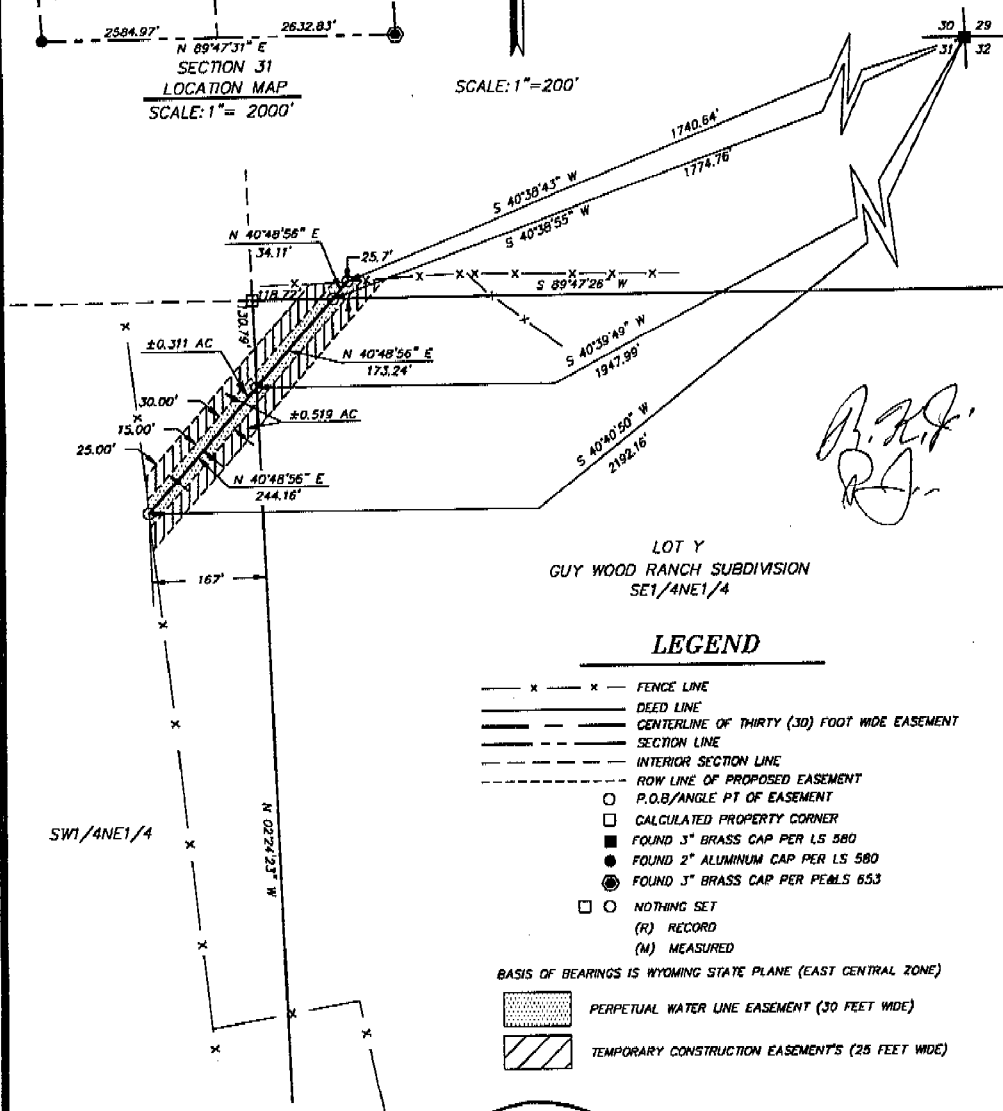 2584.97'
2632.83'
N 89°47'31" E
SECTION 31
LOCATION MAP
SCALE: 1"= 2000'
SCALE: 1"=200'
30 29
31 32
1740.64'
1774.76'
S 40°38'43" W
S 40°38'55" W
N 40°48'56" E
34.11'
25.7'
S 89°47'26" W
118.72'
130.79'
±0.311 AC
N 40°48'56" E
173.24'
S 40°39'49" W
1947.99'
30.00'
15.00'
25.00'
±0.519 AC
N 40°48'56" E
244.16'
S 40°40'50" W
2192.16'
167'
LOT Y
GUY WOOD RANCH SUBDIVISION
SE1/4NE1/4
LEGEND
FENCE LINE
DEED LINE
CENTERLINE OF THIRTY (30) FOOT WIDE EASEMENT
SECTION LINE
INTERIOR SECTION LINE
ROW LINE OF PROPOSED EASEMENT
P.O.B/ANGLE PT OF EASEMENT
CALCULATED PROPERTY CORNER
FOUND 3" BRASS CAP PER LS 580
FOUND 2" ALUMINUM CAP PER LS 580
FOUND 3" BRASS CAP PER PE&LS 653
NOTHING SET
(R) RECORD
(M) MEASURED
SW1/4NE1/4
N 02°24'23" W
BASIS OF BEARINGS IS WYOMING STATE PLANE (EAST CENTRAL ZONE)
PERPETUAL WATER LINE EASEMENT (30 FEET WIDE)
TEMPORARY CONSTRUCTION EASEMENT'S (25 FEET WIDE)